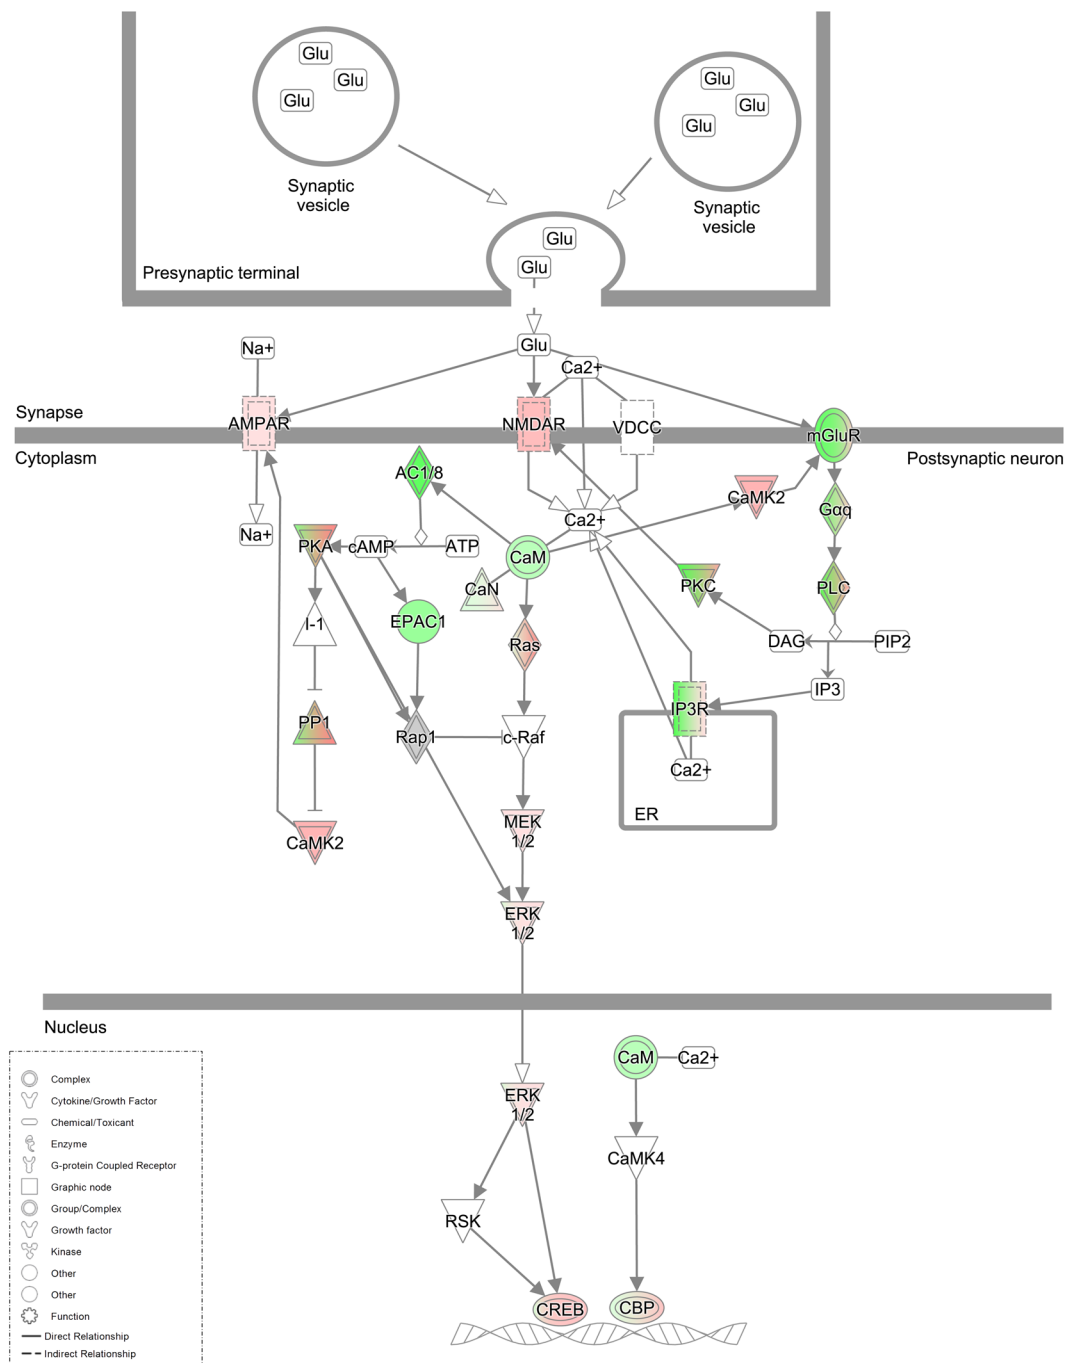 Glu
Glu
Glu
Glu
Glu
Glu
Synaptic
vesicle
Synaptic
vesicle
Glu
Glu
Presynaptic terminal
Na+
Glu
Ca2+
Synapse
AMPAR
NMDAR
VDCC
mGluR
Cytoplasm
Postsynaptic neuron
AC1/8
CaMK2
Gαq
Na+
Ca2+
PKA
cAMP
ATP
CaM
CaN
PKC
PLC
I-1
EPAC1
Ras
DAG
PIP2
IP3
PP1
Rap1
c-Raf
IP3R
Ca2+
ER
MEK
1/2
CaMK2
ERK
1/2
Nucleus
CaM
Ca2+
ERK
1/2
CaMK4
RSK
CREB
CBP
Complex
Cytokine/Growth Factor
Chemical/Toxicant
Enzyme
G-protein Coupled Receptor
Graphic node
Group/Complex
Growth factor
Kinase
Other
Other
Function
Direct Relationship
Indirect Relationship